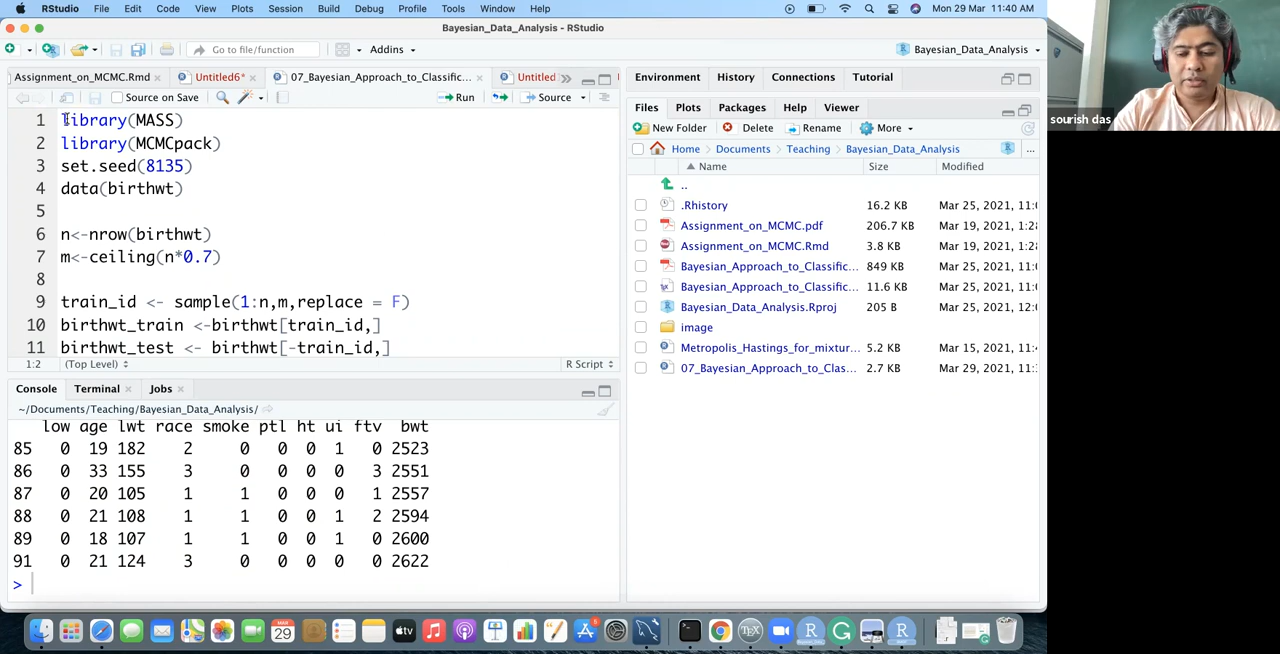 RStudio File Edit Code View Plots Session Build Debug Profile Tools Window Help Mon 29 Mar 11:40 AM
Bayesian_Data_Analysis - RStudio
Go to file/function Addins Bayesian_Data_Analysis
Assignment_on_MCMC.Rmd Untitled6* 07_Bayesian_Approach_to_Classific... Untitled
Source on Save Run Source
1 library(MASS)
2 library(MCMCpack)
3 set.seed(8135)
4 data(birthwt)
5
6 n<-nrow(birthwt)
7 m<-ceiling(n*0.7)
8
9 train_id <- sample(1:n,m,replace = F)
10 birthwt_train <-birthwt[train_id,]
11 birthwt_test <- birthwt[-train_id,]
1:2 (Top Level) R Script
Console Terminal Jobs
~/Documents/Teaching/Bayesian_Data_Analysis/
low age lwt race smoke ptl ht ui ftv bwt
85 0 19 182 2 0 0 0 1 0 2523
86 0 33 155 3 0 0 0 0 3 2551
87 0 20 105 1 1 0 0 0 1 2557
88 0 21 108 1 1 0 0 1 2 2594
89 0 18 107 1 1 0 0 1 0 2600
91 0 21 124 3 0 0 0 0 0 2622
>
Environment History Connections Tutorial
Files Plots Packages Help Viewer
New Folder Delete Rename More
Home Documents Teaching Bayesian_Data_Analysis ...
Name Size Modified
..
.Rhistory 16.2 KB Mar 25, 2021, 11:
Assignment_on_MCMC.pdf 206.7 KB Mar 19, 2021, 1:2
Assignment_on_MCMC.Rmd 3.8 KB Mar 19, 2021, 1:2
Bayesian_Approach_to_Classific... 849 KB Mar 25, 2021, 11:
Bayesian_Approach_to_Classific... 11.6 KB Mar 25, 2021, 11:
Bayesian_Data_Analysis.Rproj 205 B Mar 25, 2021, 11:
image
Metropolis_Hastings_for_mixtur... 5.2 KB Mar 15, 2021, 11:
07_Bayesian_Approach_to_Clas... 2.7 KB Mar 29, 2021, 11:
sourish das